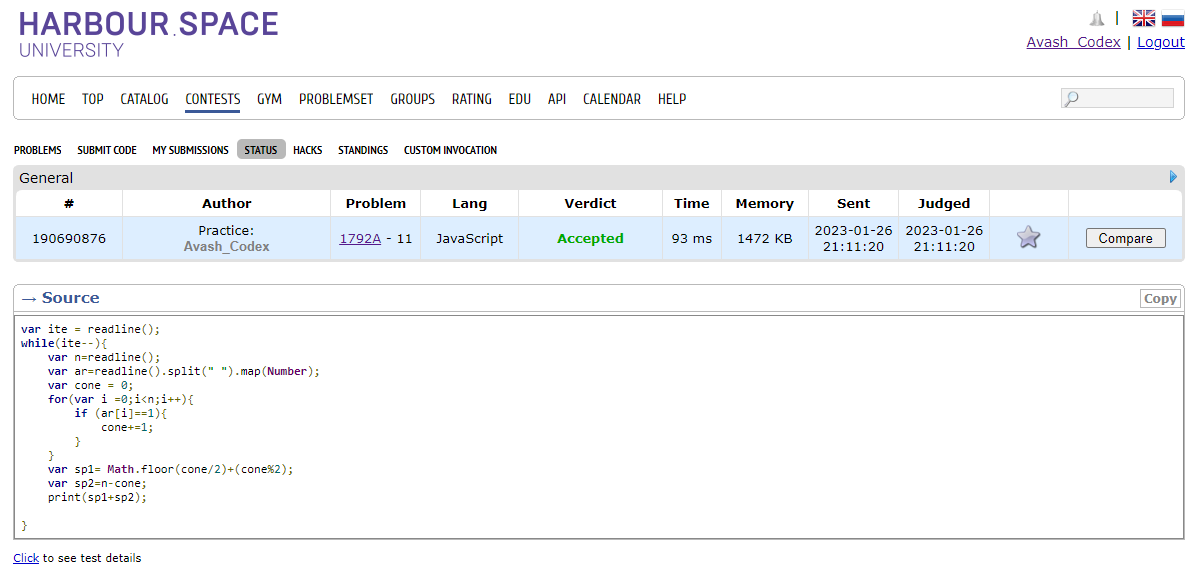 HARBOUR.SPACE
UNIVERSITY
|
Avash_Codex | Logout
HOME TOP CATALOG CONTESTS GYM PROBLEMSET GROUPS RATING EDU API CALENDAR HELP
PROBLEMS SUBMIT CODE MY SUBMISSIONS STATUS HACKS STANDINGS CUSTOM INVOCATION
General
# Author Problem Lang Verdict Time Memory Sent Judged
190690876 Practice: Avash_Codex 1792A - 11 JavaScript Accepted 93 ms 1472 KB 2023-01-26 21:11:20 2023-01-26 21:11:20 Compare
→ Source Copy
var ite = readline();
while(ite--){
    var n=readline();
    var ar=readline().split(" ").map(Number);
    var cone = 0;
    for(var i =0;i<n;i++){
        if (ar[i]==1){
            cone+=1;
        }
    }
    var sp1= Math.floor(cone/2)+(cone%2);
    var sp2=n-cone;
    print(sp1+sp2);
}
Click to see test details